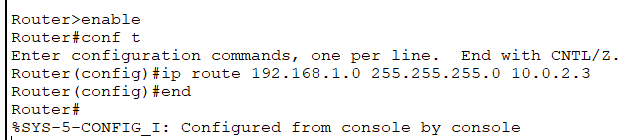 Router>enable
Router#conf t
Enter configuration commands, one per line.  End with CNTL/Z.
Router(config)#ip route 192.168.1.0 255.255.255.0 10.0.2.3
Router(config)#end
Router#
%SYS-5-CONFIG_I: Configured from console by console